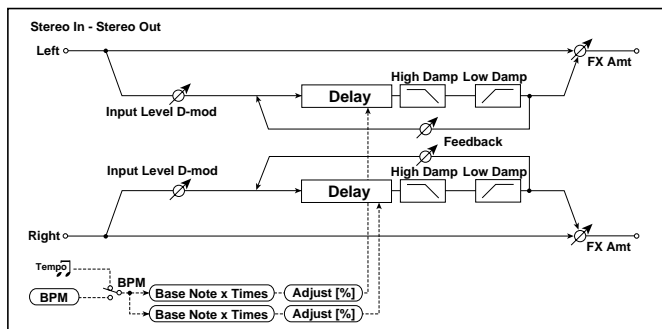 Stereo In - Stereo Out
Left
FX Amt
High Damp Low Damp
Delay
Input Level D-mod
Feedback
Input Level D-mod
High Damp Low Damp
Delay
Right
FX Amt
Tempo
BPM
BPM
Base Note x Times
Adjust [%]
Base Note x Times
Adjust [%]